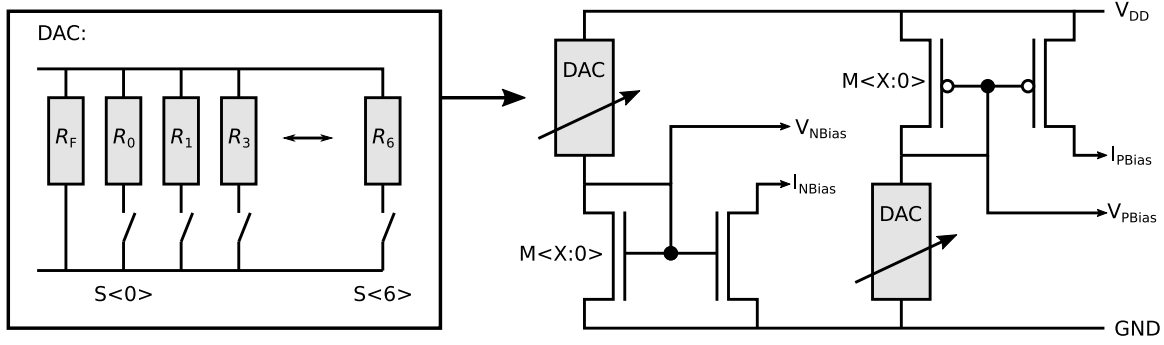 DAC:
R_F R_0 R_1 R_3 R_6
S<0> S<6>
DAC
M<X:0>
V_NBias
I_NBias
V_DD
M<X:0>
I_PBias
DAC
V_PBias
GND